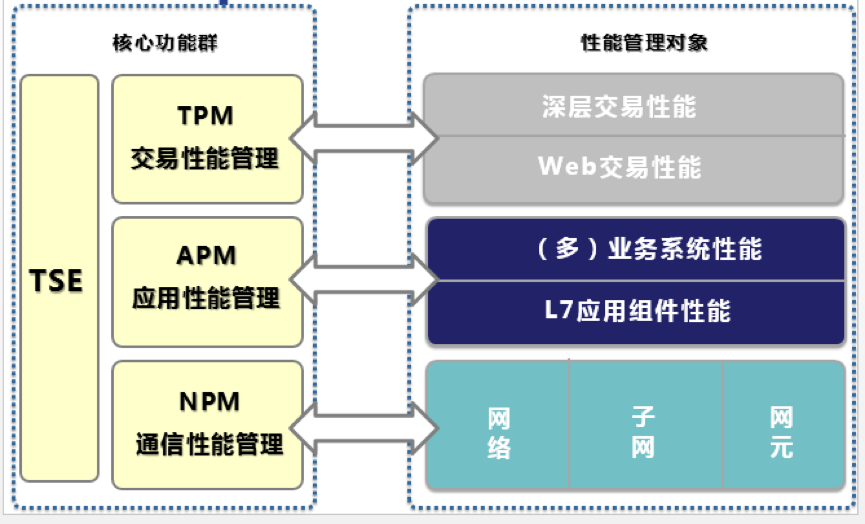 核心功能群
性能管理对象
TSE
TPM
交易性能管理
深层交易性能
Web交易性能
APM
应用性能管理
（多）业务系统性能
L7应用组件性能
NPM
通信性能管理
网络
子网
网元